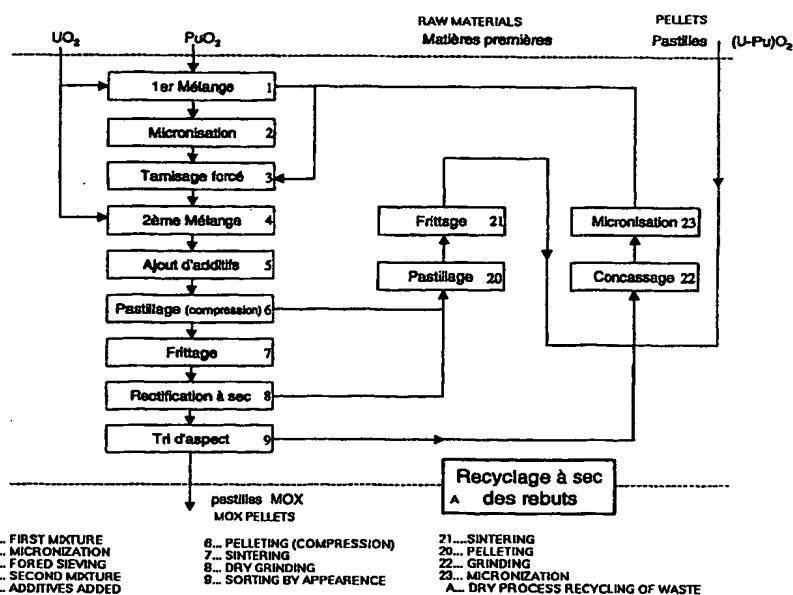 RAW MATERIALS
PELLETS
UO2
PuO2
Matières premières
Pastilles
(U-Pu)O2
1er Mélange 1
Micronisation 2
Tamisage forcé 3
2ème Mélange 4
Ajout d'additifs 5
Pastillage (compression) 6
Frittage 7
Rectification à sec 8
Tri d'aspect 9
Frittage 21
Pastillage 20
Micronisation 23
Concassage 22
Recyclage à sec
A des rebuts
pastilles MOX
MOX PELLETS
... FIRST MIXTURE
... MICRONIZATION
... FORED SIEVING
... SECOND MIXTURE
... ADDITIVES ADDED
6... PELLETING (COMPRESSION)
7... SINTERING
8... DRY GRINDING
9... SORTING BY APPEARENCE
21....SINTERING
20... PELLETING
22... GRINDING
23... MICRONIZATION
A... DRY PROCESS RECYCLING OF WASTE